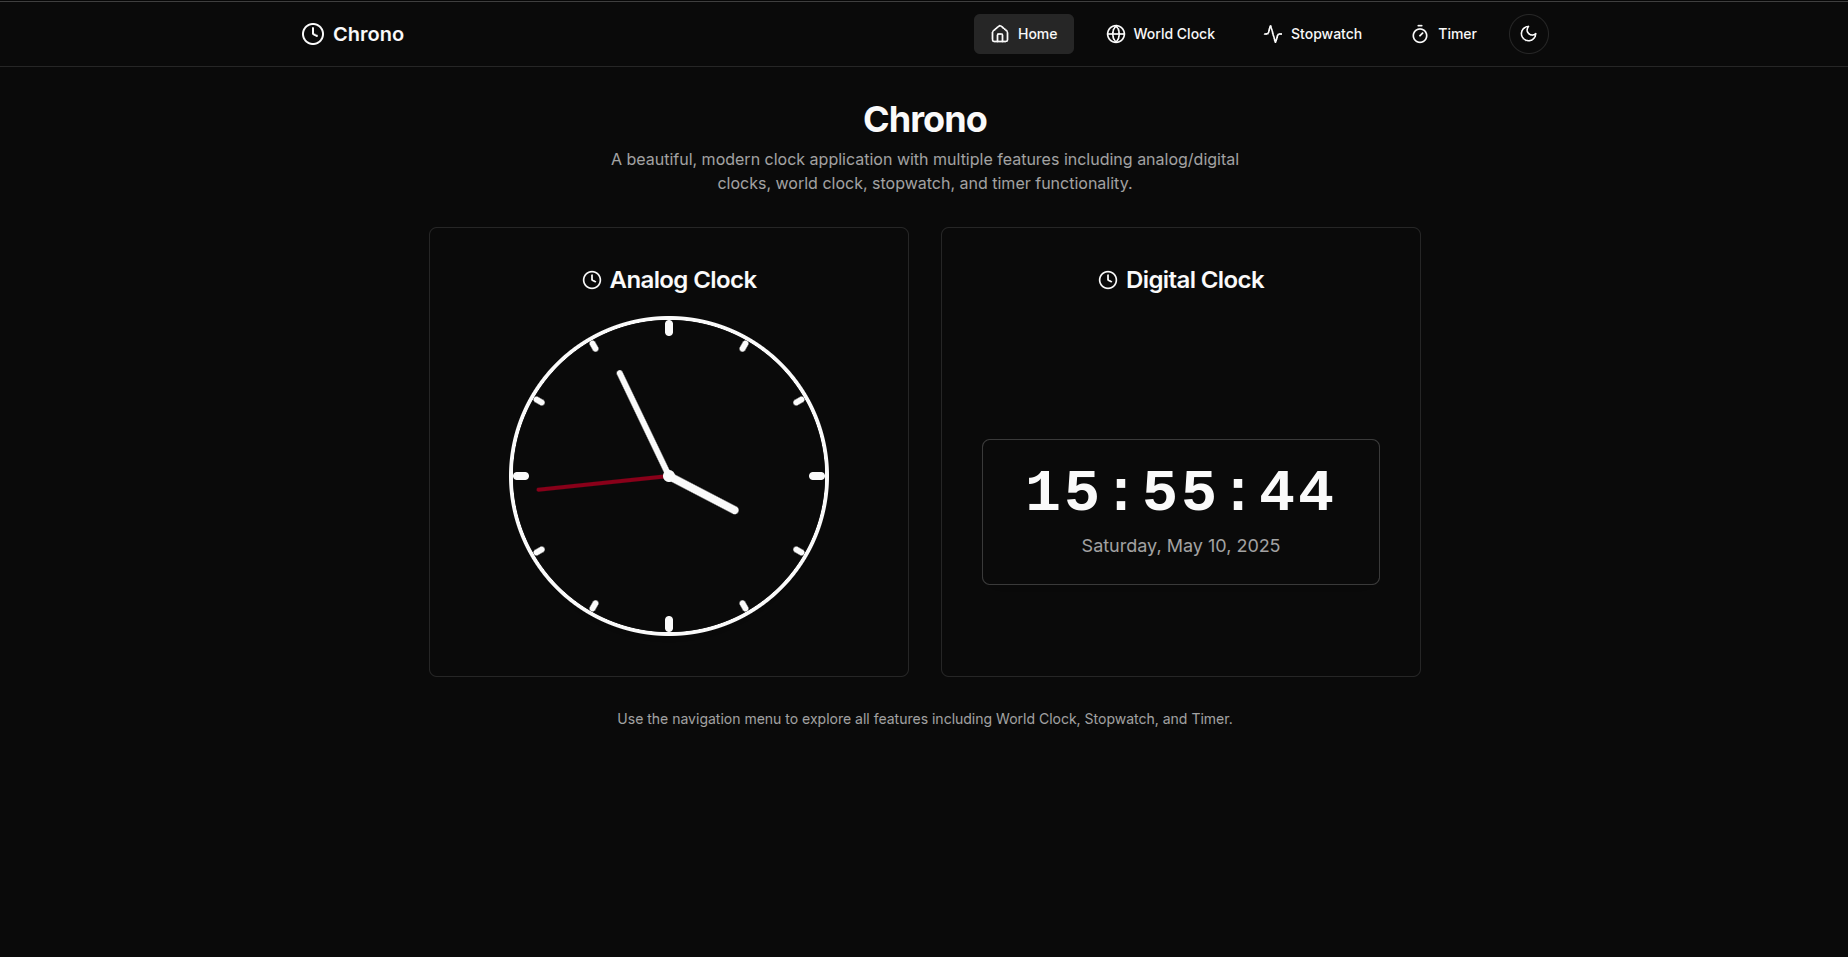 Chrono
Home
World Clock
Stopwatch
Timer
Chrono
A beautiful, modern clock application with multiple features including analog/digital
clocks, world clock, stopwatch, and timer functionality.
Analog Clock
Digital Clock
15:55:44
Saturday, May 10, 2025
Use the navigation menu to explore all features including World Clock, Stopwatch, and Timer.